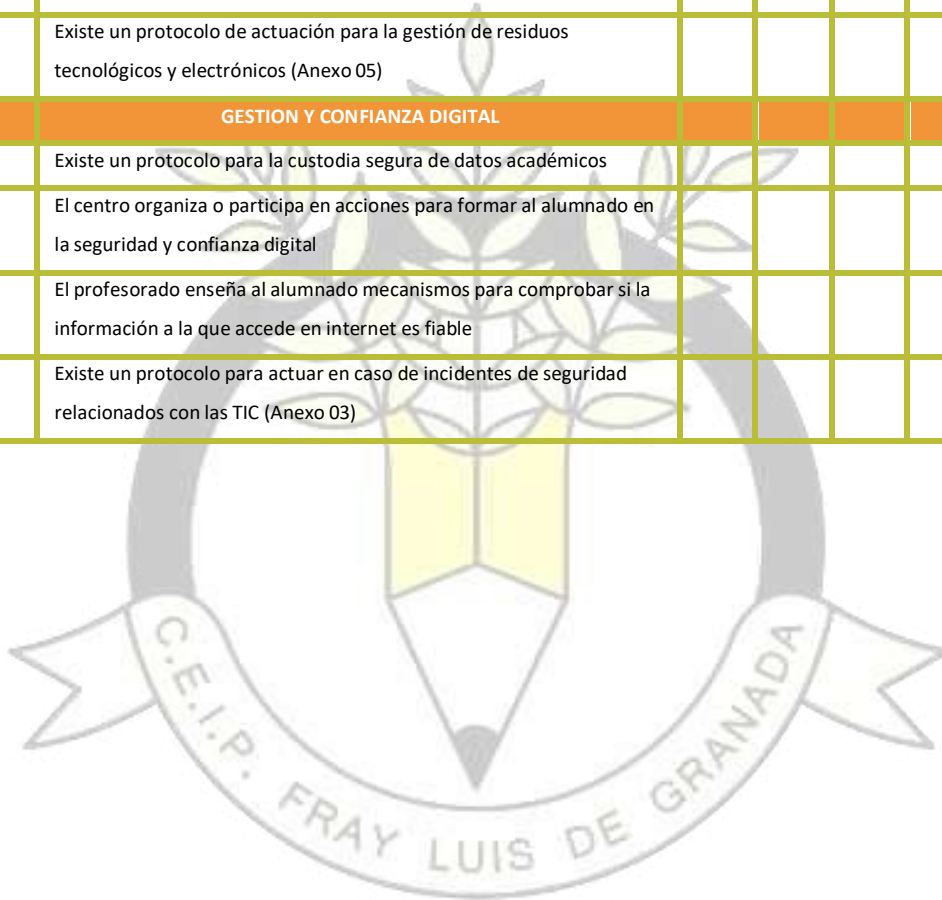 Existe un protocolo de actuación para la gestión de residuos
tecnológicos y electrónicos (Anexo 05)
GESTION Y CONFIANZA DIGITAL
Existe un protocolo para la custodia segura de datos académicos
El centro organiza o participa en acciones para formar al alumnado en
la seguridad y confianza digital
El profesorado enseña al alumnado mecanismos para comprobar si la
información a la que accede en internet es fiable
Existe un protocolo para actuar en caso de incidentes de seguridad
relacionados con las TIC (Anexo 03)
C.E.I.P. FRAY LUIS DE GRANADA